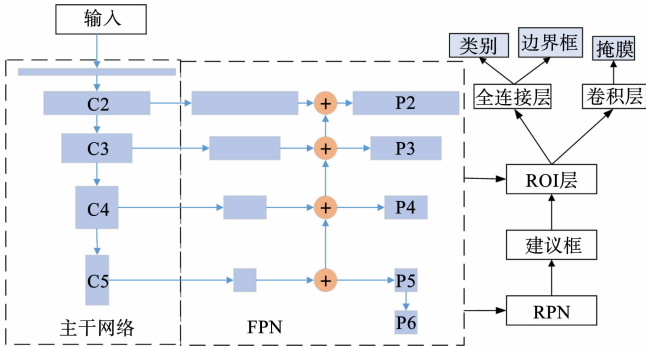 输入
类别
边界框
掩膜
全连接层
卷积层
C2
+
P2
C3
+
P3
ROI层
C4
+
P4
建议框
C5
+
P5
RPN
P6
主干网络
FPN